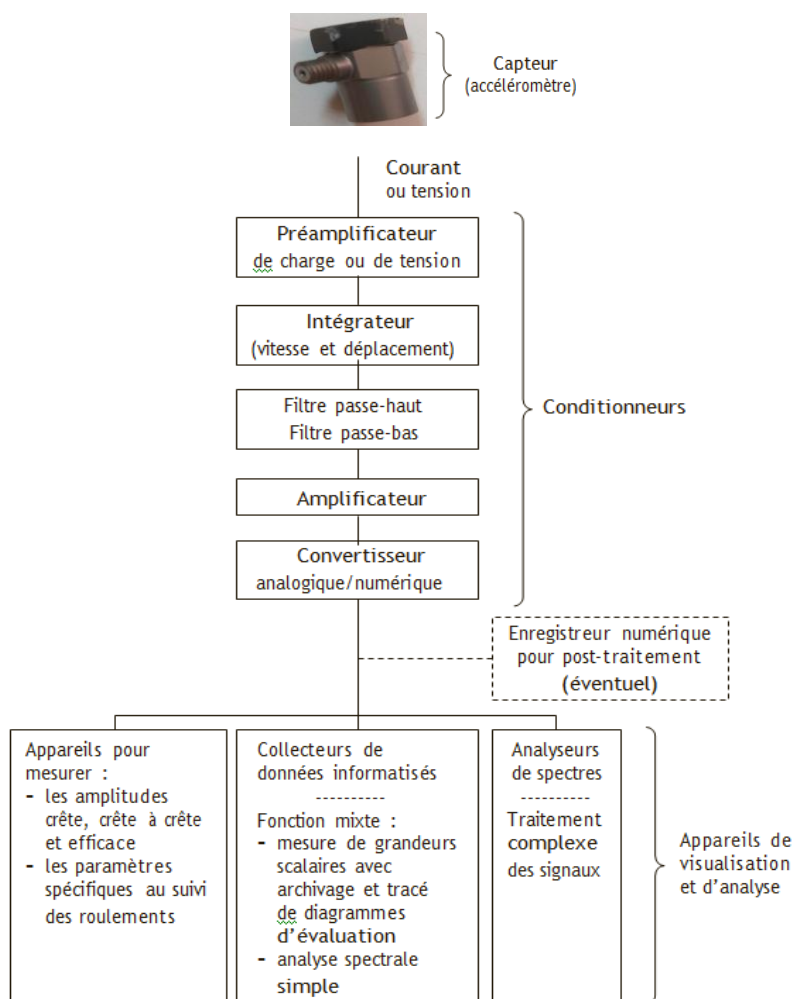 Capteur
(accéléromètre)
Courant
ou tension
Préamplificateur
de charge ou de tension
Intégrateur
(vitesse et déplacement)
Filtre passe-haut
Filtre passe-bas
Conditionneurs
Amplificateur
Convertisseur
analogique/numérique
Enregistreur numérique
pour post-traitement
(éventuel)
Appareils pour
mesurer :
- les amplitudes
crête, crête à crête
et efficace
- les paramètres
spécifiques au suivi
des roulements
Collecteurs de
données informatisés
----------
Fonction mixte :
- mesure de grandeurs
scalaires avec
archivage et tracé
de diagrammes
d'évaluation
- analyse spectrale
simple
Analyseurs
de spectres
----------
Traitement
complexe
des signaux
Appareils de
visualisation
et d'analyse